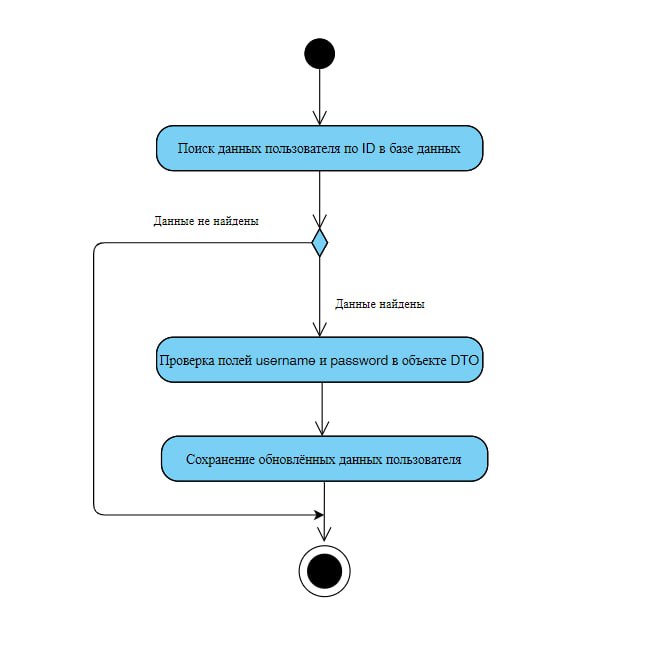 Поиск данных пользователя по ID в базе данных
Данные не найдены
Данные найдены
Проверка полей username и password в объекте DTO
Сохранение обновлённых данных пользователя